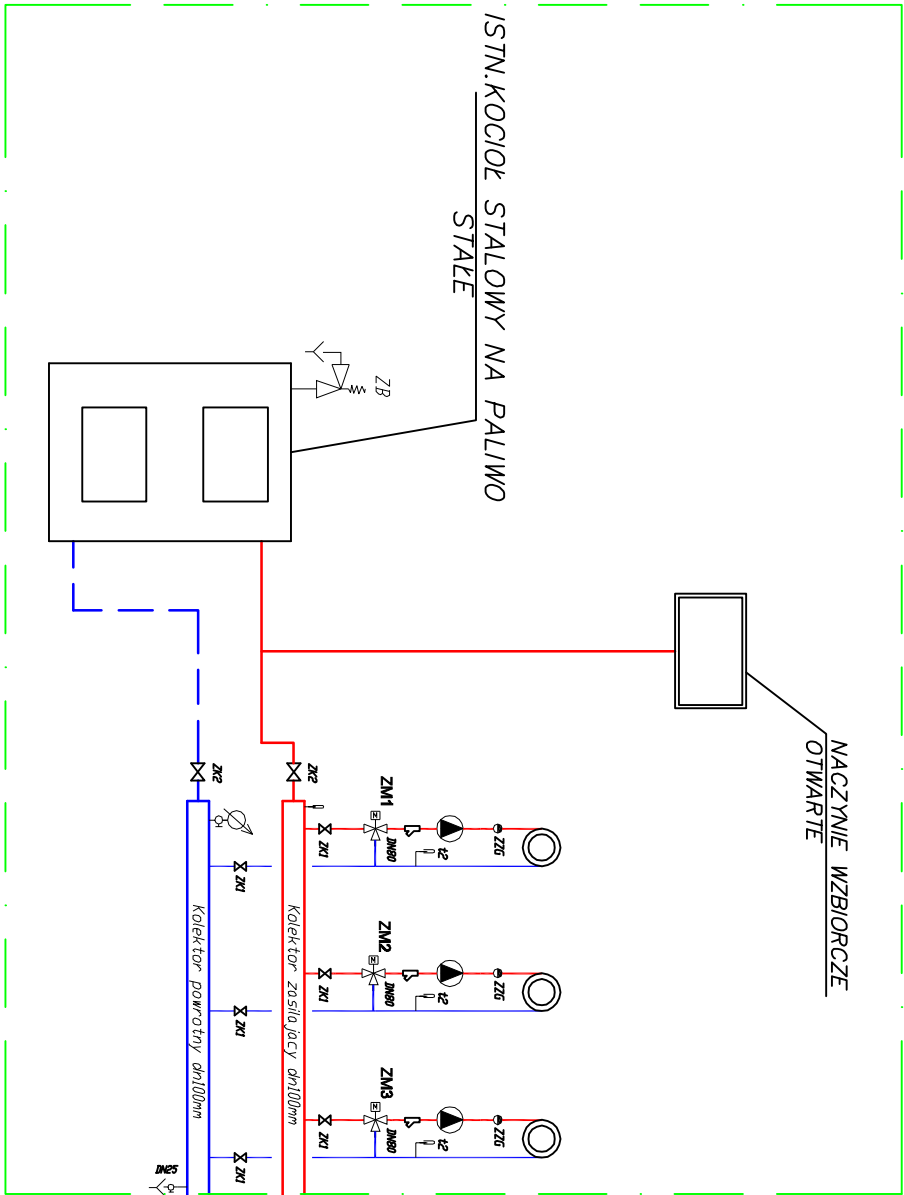 ISTN.KOCIOŁ STALOWY NA PALIWO
STAŁE
NACZYNIE WZBIORCZE
OTWARTE
ZB
ZK2
ZK2
ZM1
DN80
ZK1
t2
ZZG
ZK1
ZM2
DN80
ZK1
t2
ZZG
ZK1
ZM3
DN80
ZK1
t2
ZZG
ZK1
Kolektor zasilajacy dn100mm
Kolektor powrotny dn100mm
DN25